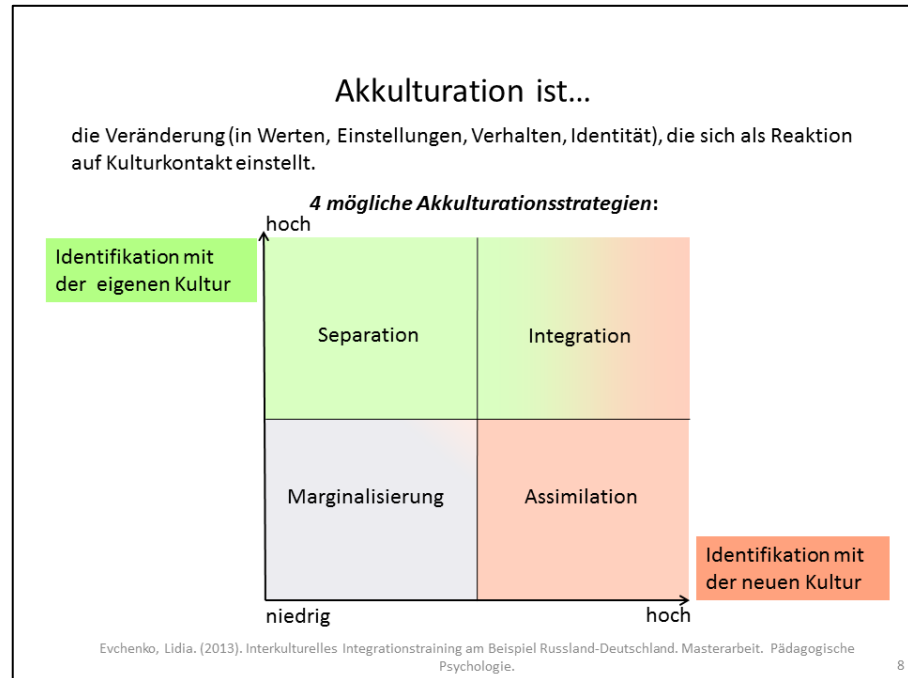 Akkulturation ist…
die Veränderung (in Werten, Einstellungen, Verhalten, Identität), die sich als Reaktion
auf Kulturkontakt einstellt.
4 mögliche Akkulturationsstrategien:
hoch
Identifikation mit
der eigenen Kultur
Separation
Integration
Marginalisierung
Assimilation
Identifikation mit
der neuen Kultur
niedrig
hoch
Evchenko, Lidia. (2013). Interkulturelles Integrationstraining am Beispiel Russland-Deutschland. Masterarbeit. Pädagogische
Psychologie.
8